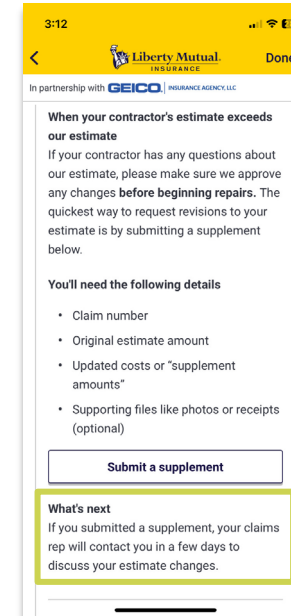 3:12
Liberty Mutual.
INSURANCE
Done
In partnership with GEICO. INSURANCE AGENCY, LLC
When your contractor's estimate exceeds
our estimate
If your contractor has any questions about
our estimate, please make sure we approve
any changes before beginning repairs. The
quickest way to request revisions to your
estimate is by submitting a supplement
below.
You'll need the following details
• Claim number
• Original estimate amount
• Updated costs or “supplement
amounts”
• Supporting files like photos or receipts
(optional)
Submit a supplement
What's next
If you submitted a supplement, your claims
rep will contact you in a few days to
discuss your estimate changes.